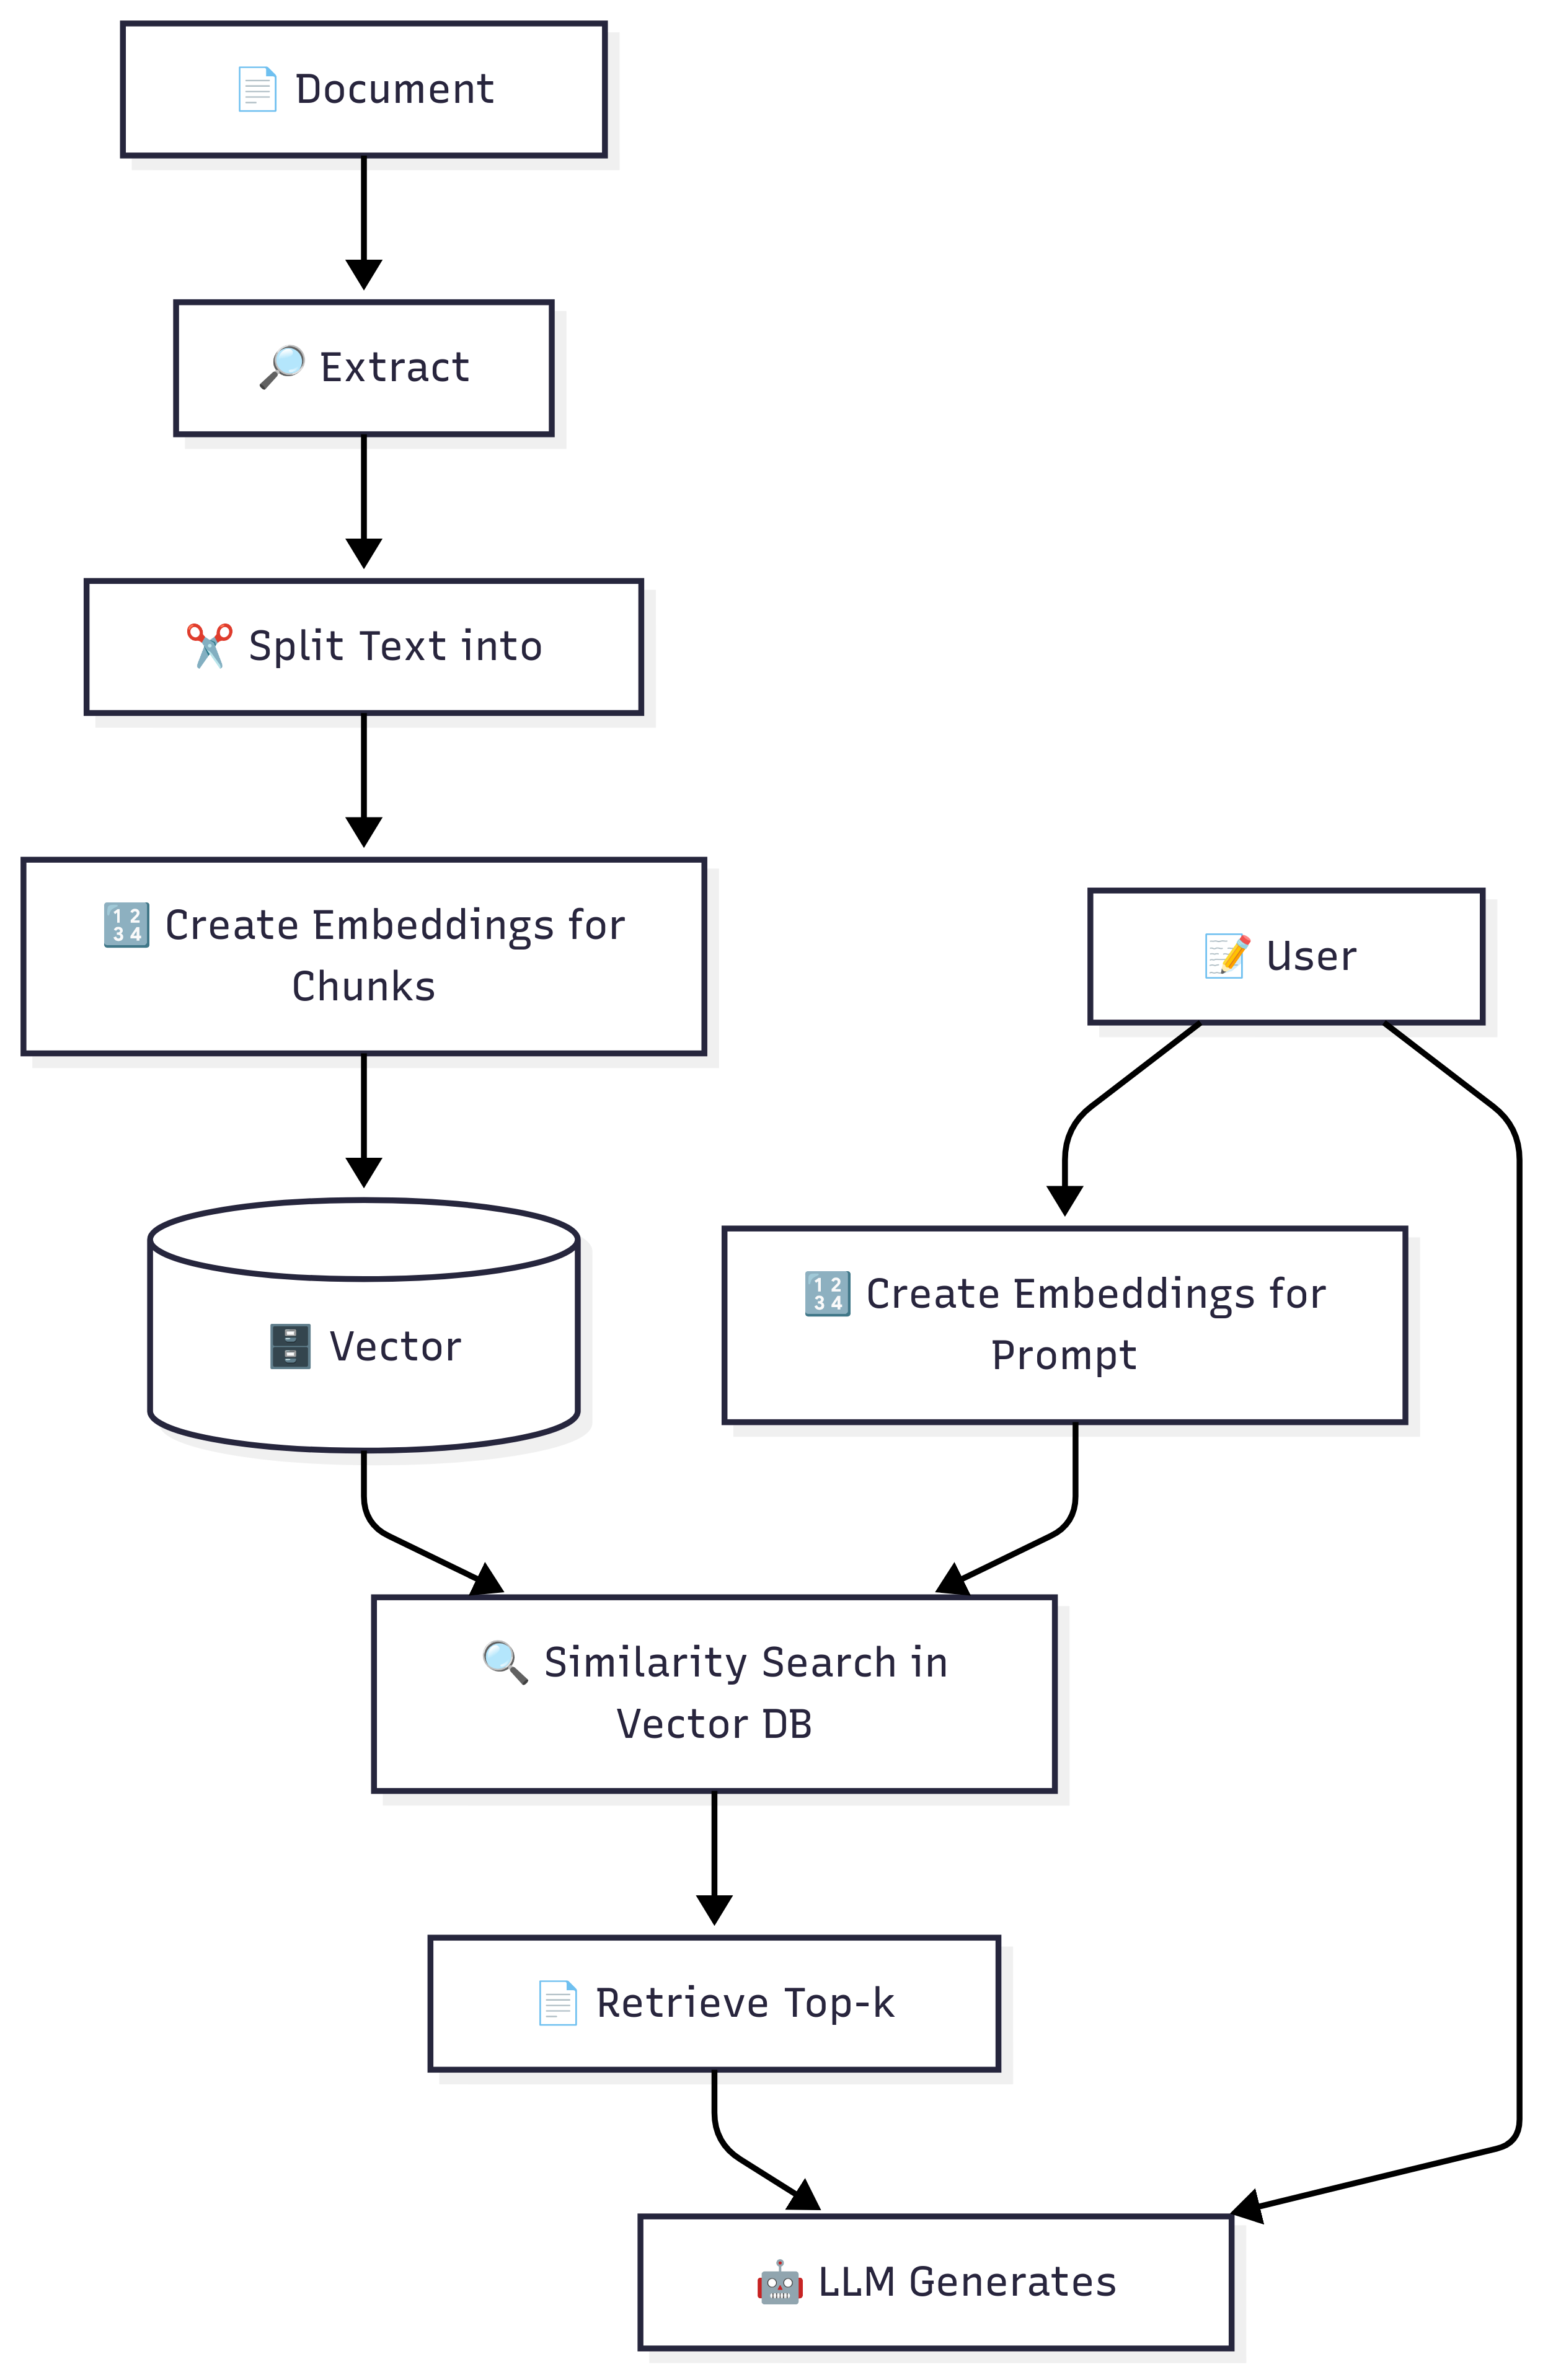 📄 Document
🔎 Extract
✂️ Split Text into
🔢 Create Embeddings for
Chunks
📝 User
🔢 Create Embeddings for
Prompt
🗄️ Vector
🔍 Similarity Search in
Vector DB
📄 Retrieve Top-k
🤖 LLM Generates